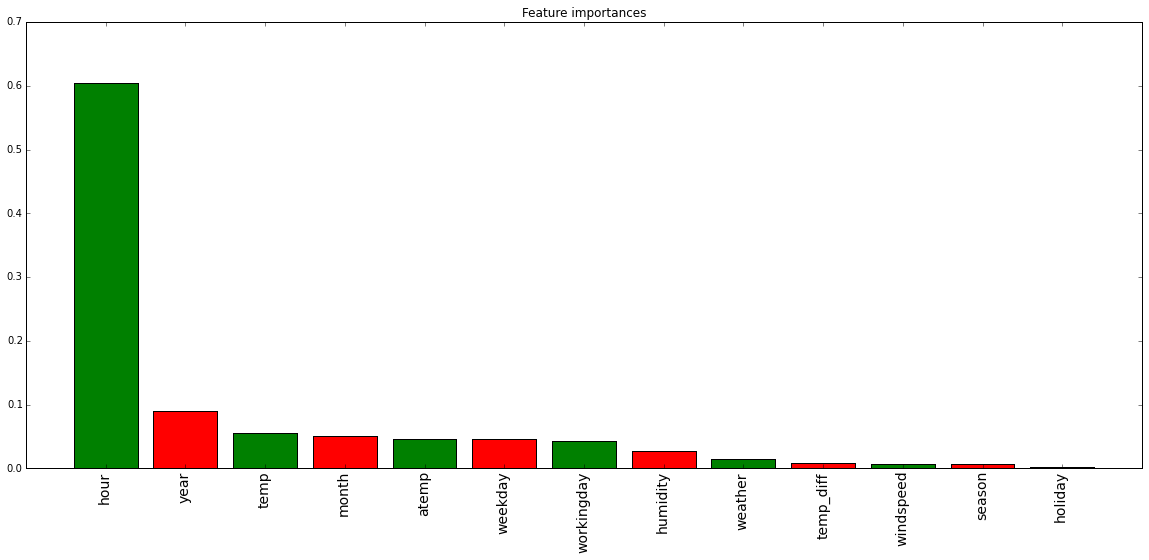 Feature importances
0.7
0.6
0.5
0.4
0.3
0.2
0.1
0.0
hour
year
temp
month
atemp
weekday
workingday
humidity
weather
temp_diff
windspeed
season
holiday